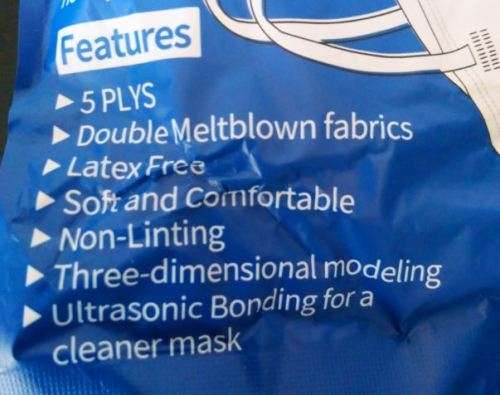 Features
▶ 5 PLYS
▶ Double Meltblown fabrics
▶ Latex Free
▶ Soft and Comfortable
▶ Non-Linting
▶ Three-dimensional modeling
▶ Ultrasonic Bonding for a
cleaner mask